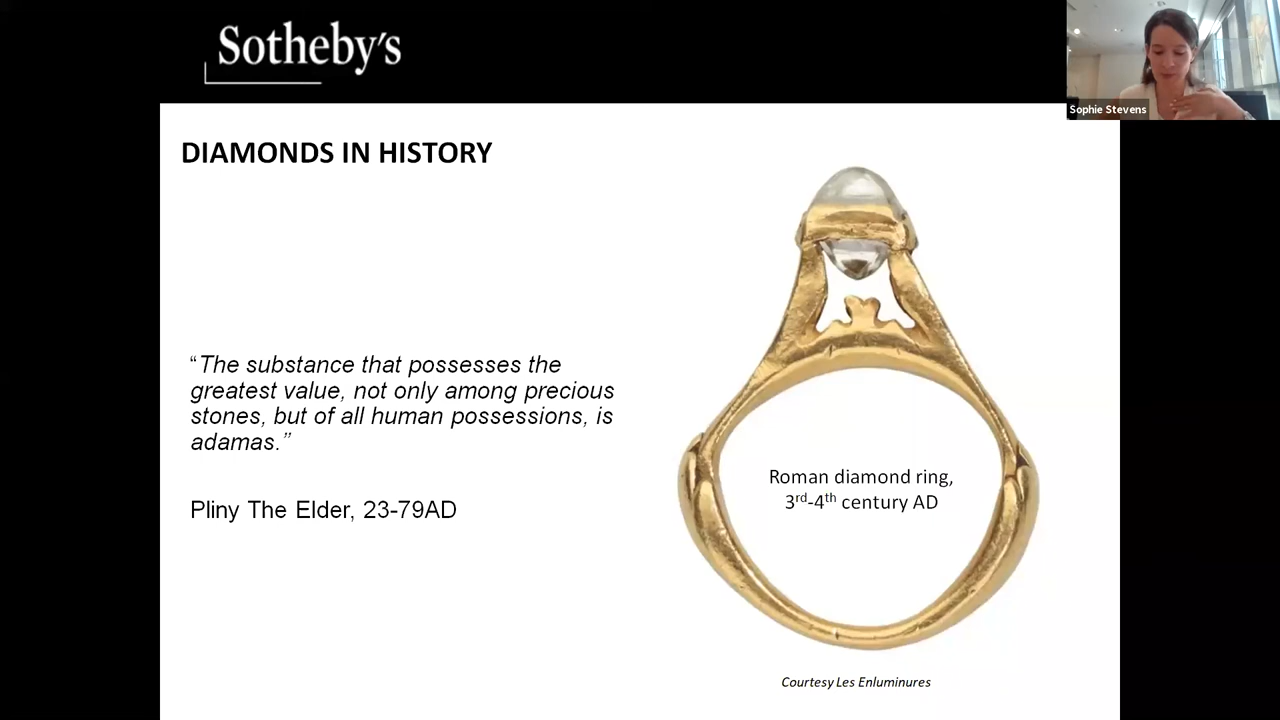 Sotheby's
Sophie Stevens
DIAMONDS IN HISTORY
“The substance that possesses the
greatest value, not only among precious
stones, but of all human possessions, is
adamas.”
Pliny The Elder, 23-79AD
Roman diamond ring,
3rd-4th century AD
Courtesy Les Enluminures